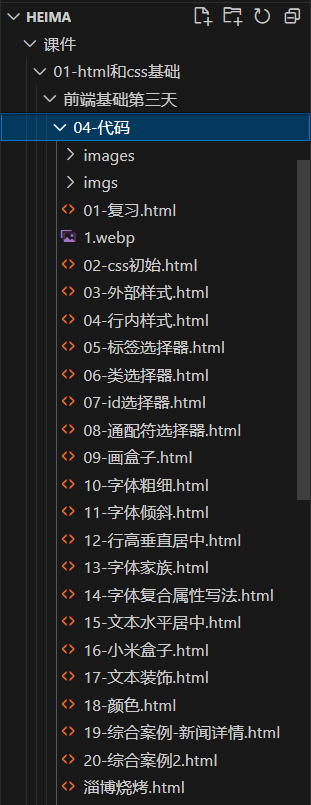 HEIMA
课件
01-html和css基础
前端基础第三天
04-代码
images
imgs
01-复习.html
1.webp
02-css初始.html
03-外部样式.html
04-行内样式.html
05-标签选择器.html
06-类选择器.html
07-id选择器.html
08-通配符选择器.html
09-画盒子.html
10-字体粗细.html
11-字体倾斜.html
12-行高垂直居中.html
13-字体家族.html
14-字体复合属性写法.html
15-文本水平居中.html
16-小米盒子.html
17-文本装饰.html
18-颜色.html
19-综合案例-新闻详情.html
20-综合案例2.html
淄博烧烤.html